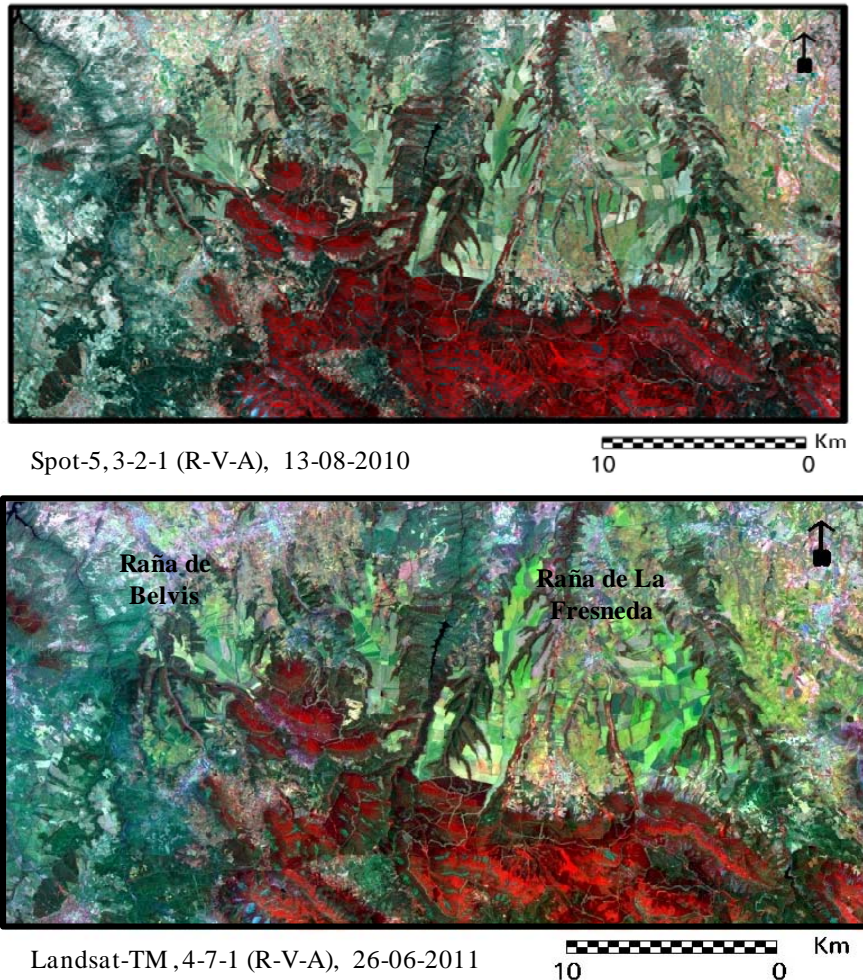 Spot-5, 3-2-1 (R-V-A), 13-08-2010
Km
10 0
Raña de
Belvis
Raña de La
Fresneda
Landsat-TM, 4-7-1 (R-V-A), 26-06-2011
Km
10 0